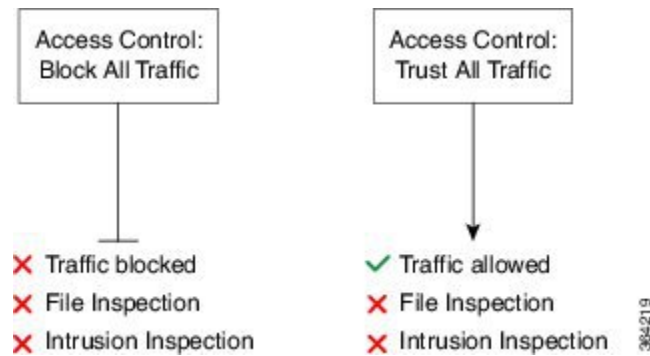 Access Control:
Block All Traffic
Traffic blocked
File Inspection
Intrusion Inspection
Access Control:
Trust All Traffic
Traffic allowed
File Inspection
Intrusion Inspection
364219